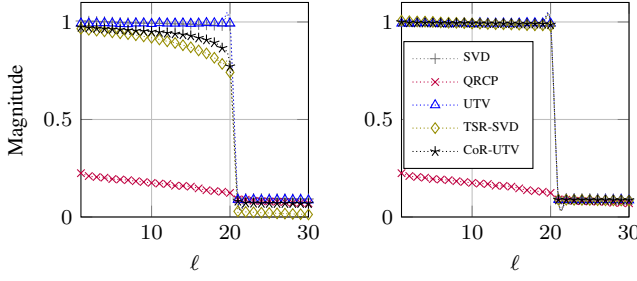 1
0.5
0
10
20
30
ℓ
Magnitude
1
0.5
0
10
20
30
ℓ
SVD
QRCP
UTV
TSR-SVD
CoR-UTV